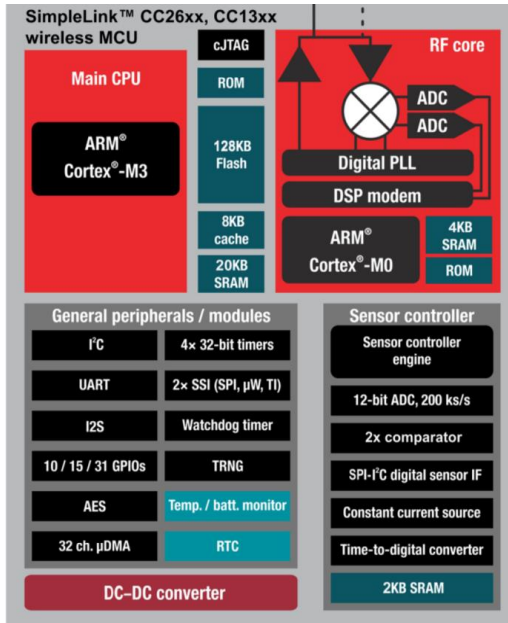 SimpleLink™ CC26xx, CC13xx
wireless MCU
cJTAG
Main CPU
ROM
ARM®
Cortex®-M3
128KB
Flash
8KB
cache
20KB
SRAM
RF core
ADC
ADC
Digital PLL
DSP modem
ARM®
Cortex®-M0
4KB
SRAM
ROM
General peripherals / modules
I²C
4× 32-bit timers
UART
2× SSI (SPI, µW, TI)
I2S
Watchdog timer
10 / 15 / 31 GPIOs
TRNG
AES
Temp. / batt. monitor
32 ch. µDMA
RTC
DC–DC converter
Sensor controller
Sensor controller
engine
12-bit ADC, 200 ks/s
2x comparator
SPI-I²C digital sensor IF
Constant current source
Time-to-digital converter
2KB SRAM